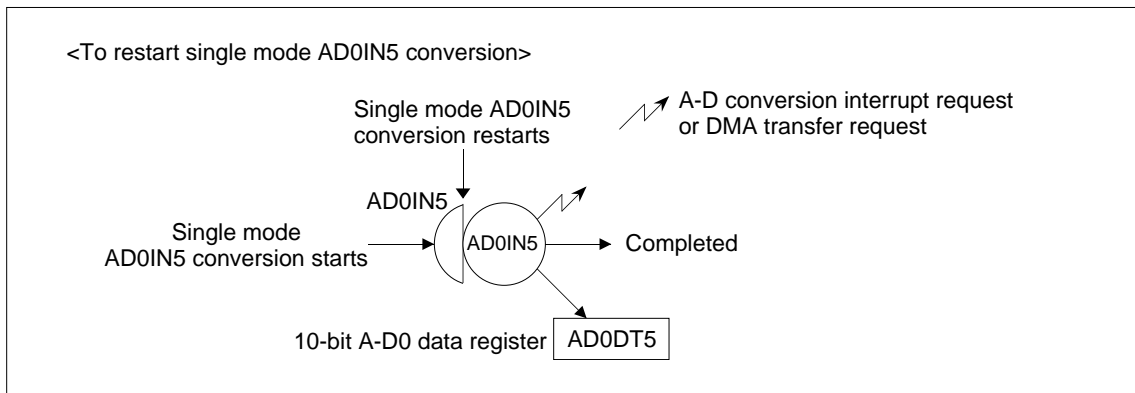 <To restart single mode AD0IN5 conversion>
Single mode AD0IN5
conversion restarts
A-D conversion interrupt request
or DMA transfer request
AD0IN5
Single mode
AD0IN5 conversion starts
AD0IN5
Completed
10-bit A-D0 data register
AD0DT5